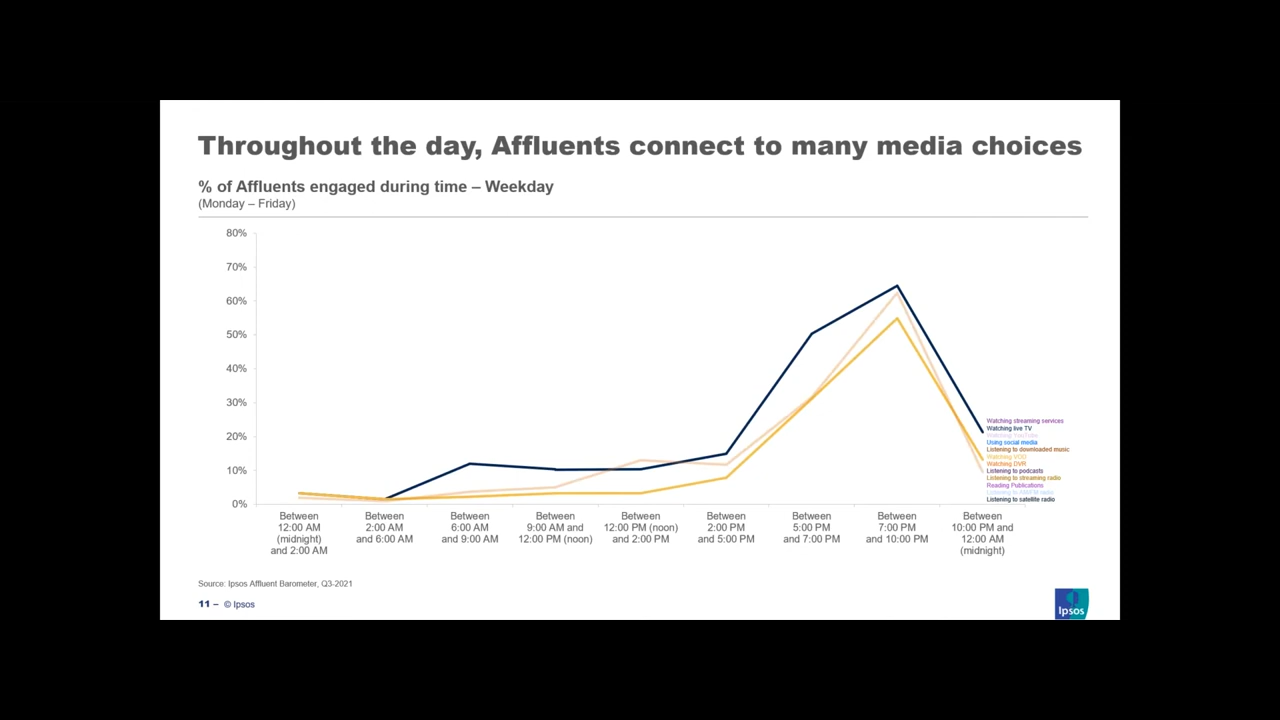 Throughout the day, Affluents connect to many media choices
% of Affluents engaged during time – Weekday
(Monday – Friday)
80%
70%
60%
50%
40%
30%
20%
10%
0%
Watching streaming services
Watching live TV
Watching YouTube
Using social media
Listening to downloaded music
Watching VOD
Watching DVR
Listening to podcasts
Listening to streaming radio
Reading Publications
Listening to AM/FM radio
Listening to satellite radio
Between
12:00 AM
(midnight)
and 2:00 AM
Between
2:00 AM
and 6:00 AM
Between
6:00 AM
and 9:00 AM
Between
9:00 AM and
12:00 PM (noon)
Between
12:00 PM (noon)
and 2:00 PM
Between
2:00 PM
and 5:00 PM
Between
5:00 PM
and 7:00 PM
Between
7:00 PM
and 10:00 PM
Between
10:00 PM and
12:00 AM
(midnight)
Source: Ipsos Affluent Barometer, Q3-2021
11 – © Ipsos
Ipsos